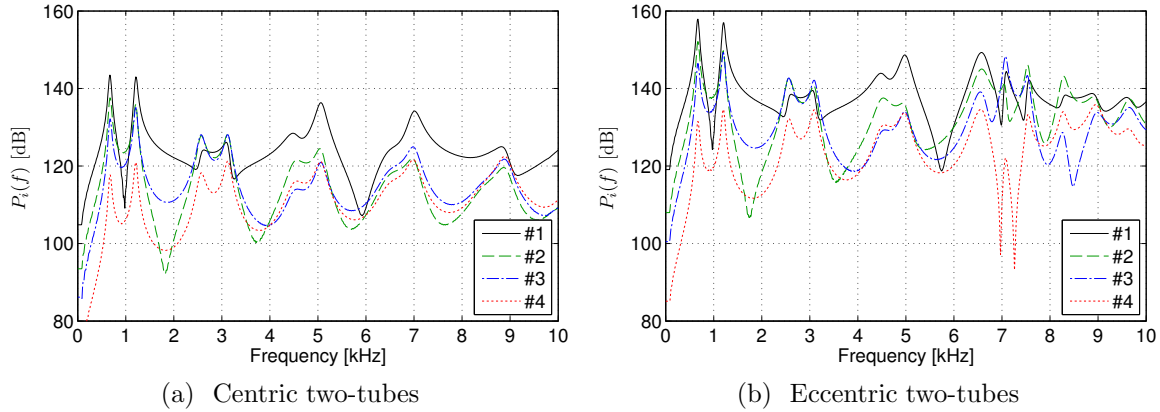 160
140
120
100
80
P_i(f) [dB]
0 1 2 3 4 5 6 7 8 9 10
Frequency [kHz]
#1
#2
#3
#4
(a) Centric two-tubes
160
140
120
100
80
P_i(f) [dB]
0 1 2 3 4 5 6 7 8 9 10
Frequency [kHz]
#1
#2
#3
#4
(b) Eccentric two-tubes